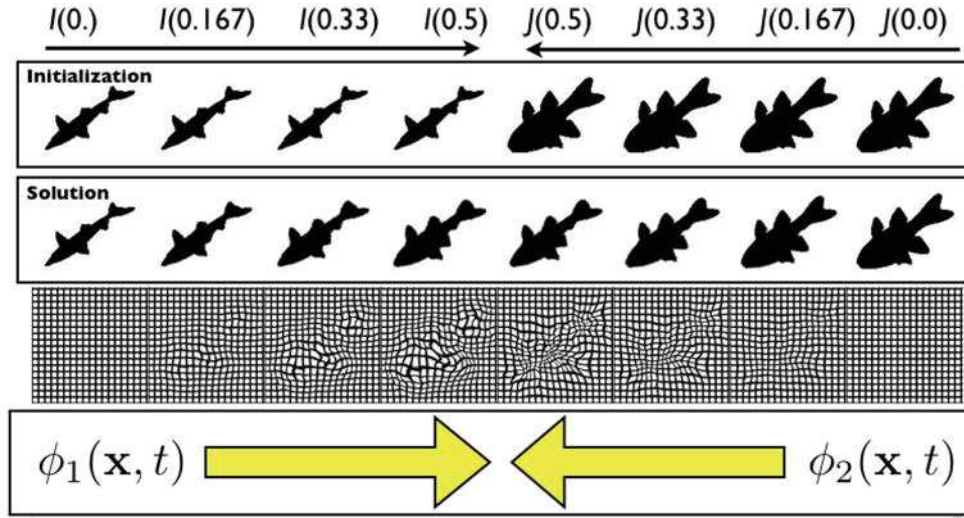 I(0.) I(0.167) I(0.33) I(0.5) J(0.5) J(0.33) J(0.167) J(0.0)
Initialization
Solution
ϕ₁(x, t) ϕ₂(x, t)